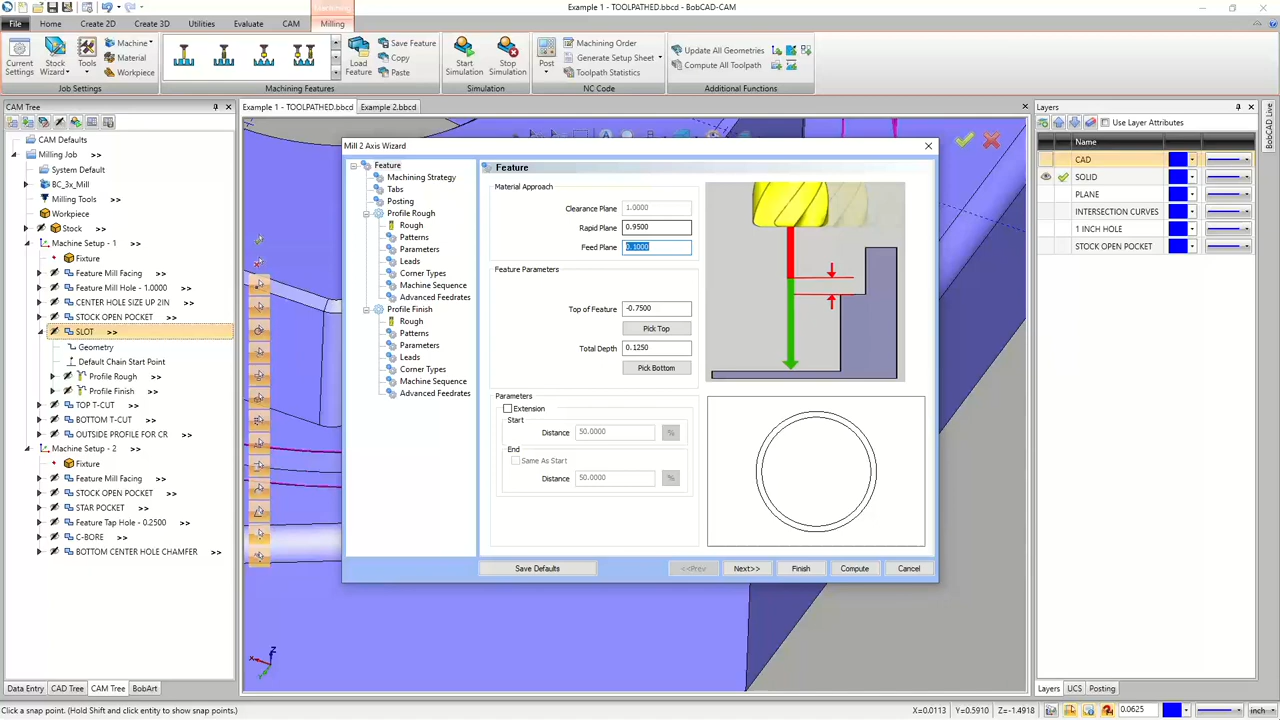 Example 1 - TOOLPATHED.bbcd - BobCAD-CAM
File
Home
Create 2D
Create 3D
Utilities
Evaluate
CAM
Milling
Current Settings
Stock Wizard
Tools
Machine
Material
Workpiece
Load Feature
Save Feature
Copy
Paste
Start Simulation
Stop Simulation
Post
Machining Order
Generate Setup Sheet
Toolpath Statistics
Update All Geometries
Compute All Toolpath
Job Settings
Machining Features
Simulation
NC Code
Additional Functions
CAM Tree
CAM Defaults
Milling Job >>
System Default
BC_3x_Mill >>
Milling Tools >>
Workpiece
Stock >>
Machine Setup - 1 >>
Fixture
Feature Mill Facing >>
Feature Mill Hole - 1.0000 >>
CENTER HOLE SIZE UP 2IN >>
STOCK OPEN POCKET >>
SLOT >>
Geometry
Default Chain Start Point
Profile Rough >>
Profile Finish >>
TOP T-CUT >>
BOTTOM T-CUT >>
OUTSIDE PROFILE FOR CR >>
Machine Setup - 2 >>
Fixture
Feature Mill Facing >>
STOCK OPEN POCKET >>
STAR POCKET >>
Feature Tap Hole - 0.2500 >>
C-BORE >>
BOTTOM CENTER HOLE CHAMFER >>
Data Entry
CAD Tree
CAM Tree
BobArt
Example 1 - TOOLPATHED.bbcd
Example 2.bbcd
Mill 2 Axis Wizard
Feature
Machining Strategy
Tabs
Posting
Profile Rough
Rough
Patterns
Parameters
Leads
Corner Types
Machine Sequence
Advanced Feedrates
Profile Finish
Rough
Patterns
Parameters
Leads
Corner Types
Machine Sequence
Advanced Feedrates
Feature
Material Approach
Clearance Plane 1.0000
Rapid Plane 0.9500
Feed Plane 0.1000
Feature Parameters
Top of Feature -0.7500
Pick Top
Total Depth 0.1250
Pick Bottom
Parameters
Extension
Start
Distance 50.0000 %
End
Same As Start
Distance 50.0000 %
Save Defaults
<<Prev
Next>>
Finish
Compute
Cancel
Layers
Use Layer Attributes
Name
CAD
SOLID
PLANE
INTERSECTION CURVES
1 INCH HOLE
STOCK OPEN POCKET
BobCAD Live
Layers
UCS
Posting
X
Z
Click a snap point. (Hold Shift and click entity to show snap points.)
X=0.0113
Y=0.5910
Z=-1.4918
0.0625
inch